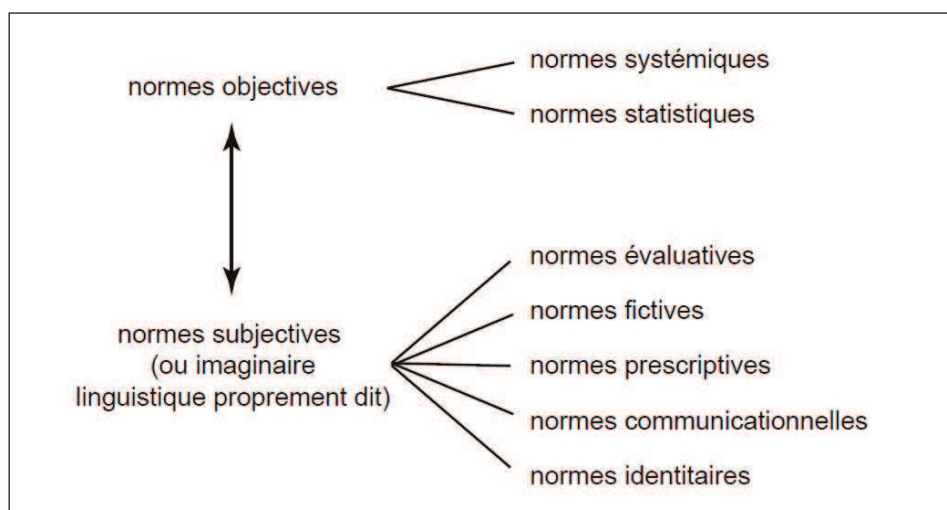 normes objectives
normes systémiques
normes statistiques
normes subjectives
(ou imaginaire
linguistique proprement dit)
normes évaluatives
normes fictives
normes prescriptives
normes communicationnelles
normes identitaires